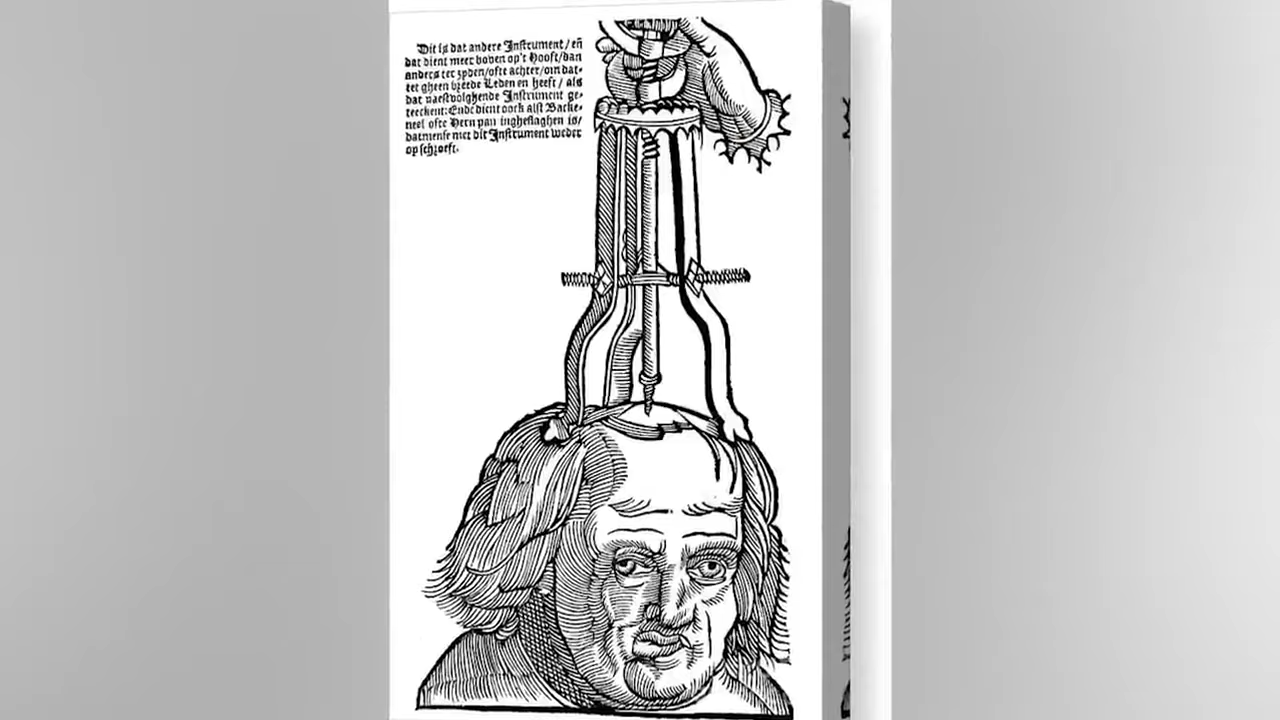 Dit is dat andere Instrument/en̄
dat dient meer boven op't Hooft/dan
anders ter zyden/ofte achter/om dat-
tet gheen breede Leden en heeft/als
dat naestvolghende Instrument ge-
teeckent: Ende dient oock alst Backe-
neel ofte Hern pan ingheslaghen is/
datmense met dit Instrument weder
op schroeft.